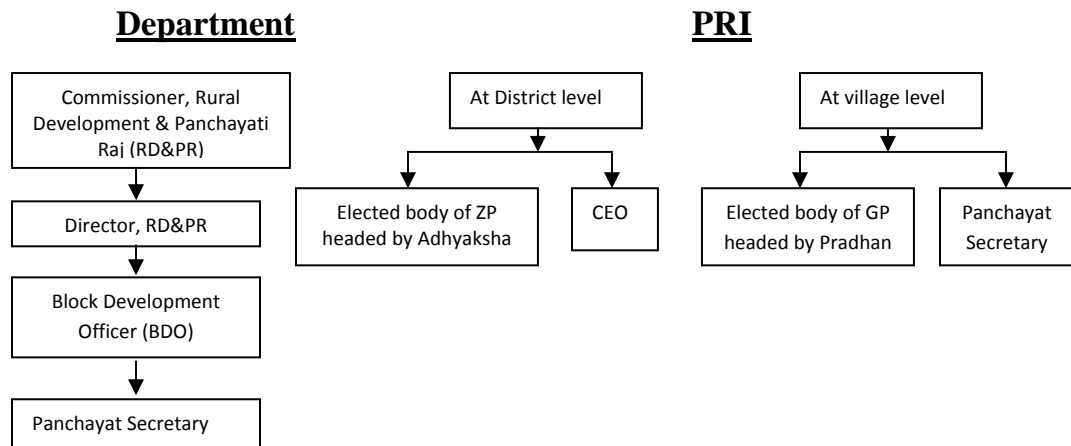 Department
PRI
Commissioner, Rural
Development & Panchayati
Raj (RD&PR)
Director, RD&PR
Block Development
Officer (BDO)
Panchayat Secretary
At District level
Elected body of ZP
headed by Adhyaksha
CEO
At village level
Elected body of GP
headed by Pradhan
Panchayat
Secretary